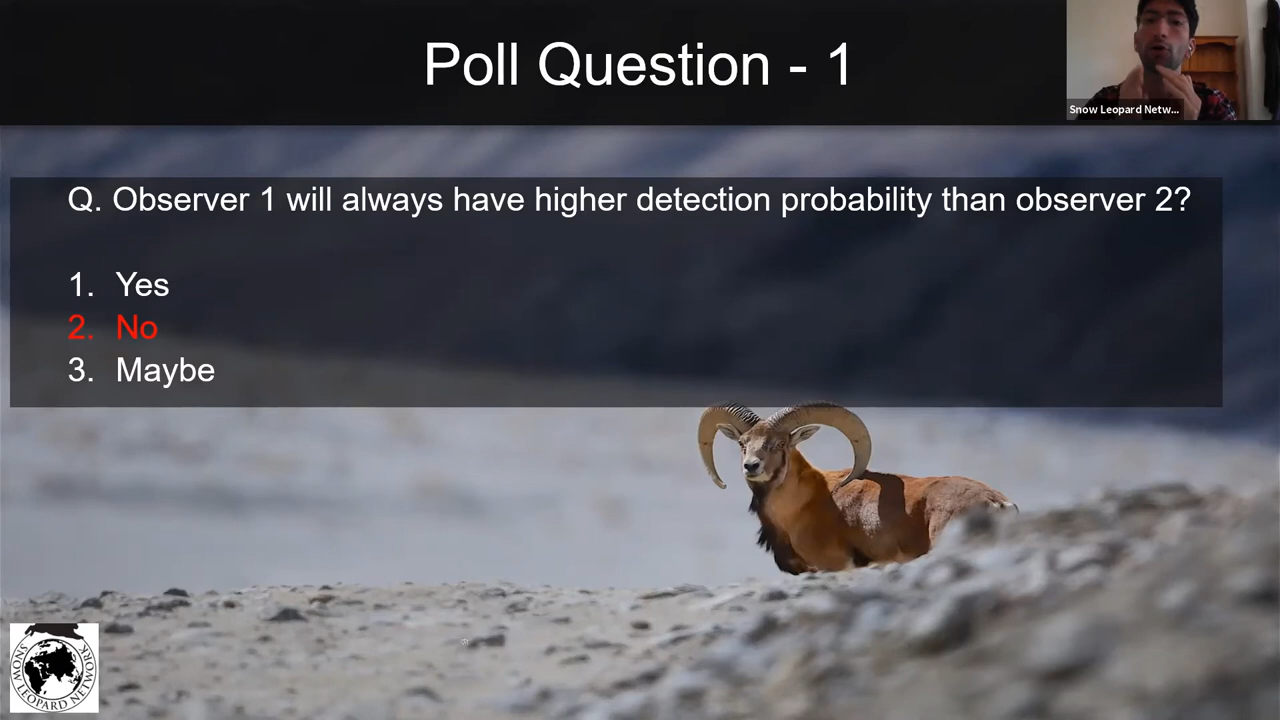 Poll Question - 1
Snow Leopard Netw...
Q. Observer 1 will always have higher detection probability than observer 2?
1. Yes
2. No
3. Maybe
SNOW LEOPARD NETWORK